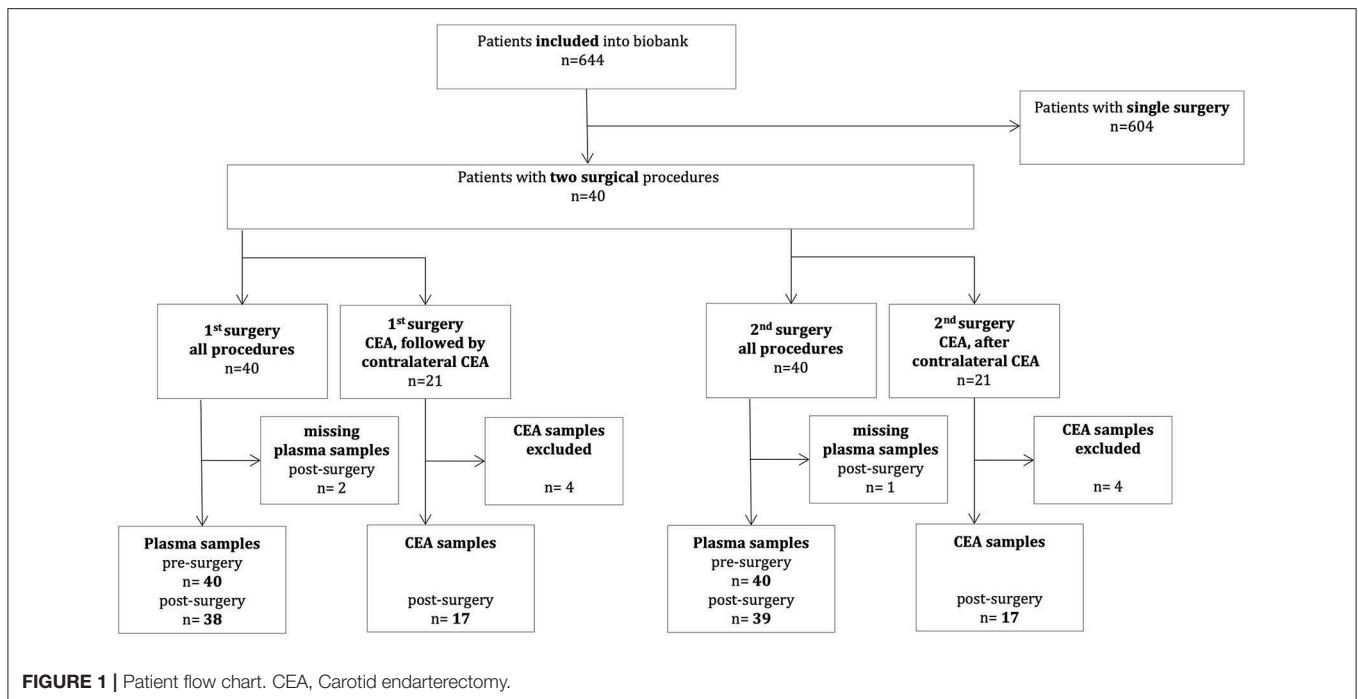 Patients included into biobank
n=644
Patients with single surgery
n=604
Patients with two surgical procedures
n=40
1st surgery
all procedures
n=40
1st surgery
CEA, followed by
contralateral CEA
n=21
2nd surgery
all procedures
n=40
2nd surgery
CEA, after
contralateral CEA
n=21
missing
plasma samples
post-surgery
n= 2
CEA samples
excluded
n= 4
missing
plasma samples
post-surgery
n= 1
CEA samples
excluded
n= 4
Plasma samples
pre-surgery
n= 40
post-surgery
n= 38
CEA samples
post-surgery
n= 17
Plasma samples
pre-surgery
n= 40
post-surgery
n= 39
CEA samples
post-surgery
n= 17
FIGURE 1 | Patient flow chart. CEA, Carotid endarterectomy.